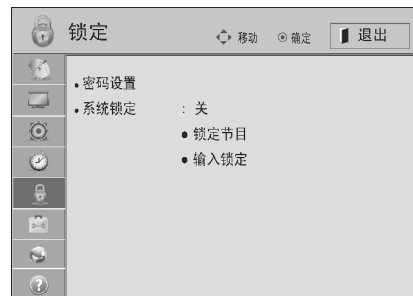 锁定
移动 确定 退出
• 密码设置
• 系统锁定 : 关
● 锁定节目
● 输入锁定
?